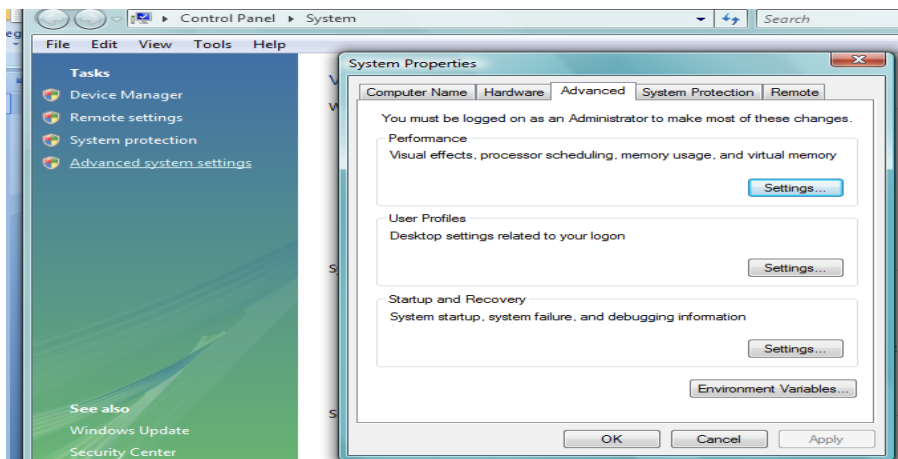 Control Panel ▸ System
Search
File Edit View Tools Help
Tasks
Device Manager
Remote settings
System protection
Advanced system settings
See also
Windows Update
Security Center
System Properties
Computer Name Hardware Advanced System Protection Remote
You must be logged on as an Administrator to make most of these changes.
Performance
Visual effects, processor scheduling, memory usage, and virtual memory
Settings...
User Profiles
Desktop settings related to your logon
Settings...
Startup and Recovery
System startup, system failure, and debugging information
Settings...
Environment Variables...
OK Cancel Apply